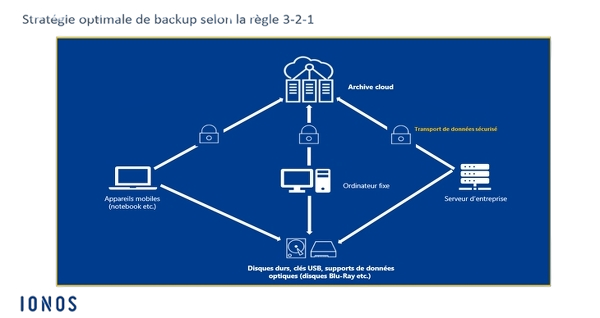 Stratégie optimale de backup selon la règle 3-2-1
Archive cloud
Transport de données sécurisé
Appareils mobiles
(notebook etc.)
Ordinateur fixe
Serveur d'entreprise
Disques durs, clés USB, supports de données
optiques (disques Blu-Ray etc.)
IONOS